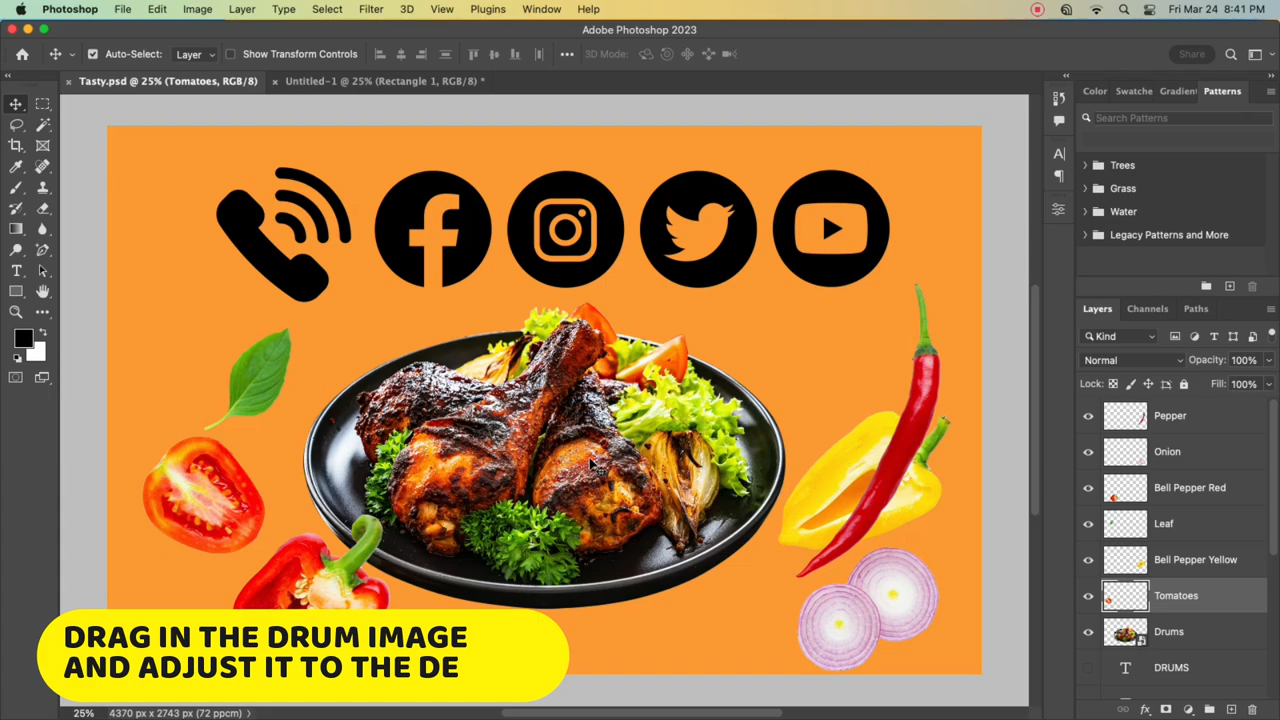 Photoshop File Edit Image Layer Type Select Filter 3D View Plugins Window Help Fri Mar 24 8:41 PM
Adobe Photoshop 2023
Auto-Select: Layer Show Transform Controls 3D Mode: Share
Tasty.psd @ 25% (Tomatoes, RGB/8) Untitled-1 @ 25% (Rectangle 1, RGB/8) *
Color Swatche Gradient Patterns
Search Patterns
Trees
Grass
Water
Legacy Patterns and More
Layers Channels Paths
Kind
Normal Opacity: 100%
Lock: Fill: 100%
Pepper
Onion
Bell Pepper Red
Leaf
Bell Pepper Yellow
Tomatoes
Drums
DRUMS
DRAG IN THE DRUM IMAGE
AND ADJUST IT TO THE DE
25% 4370 px x 2743 px (72 ppcm)